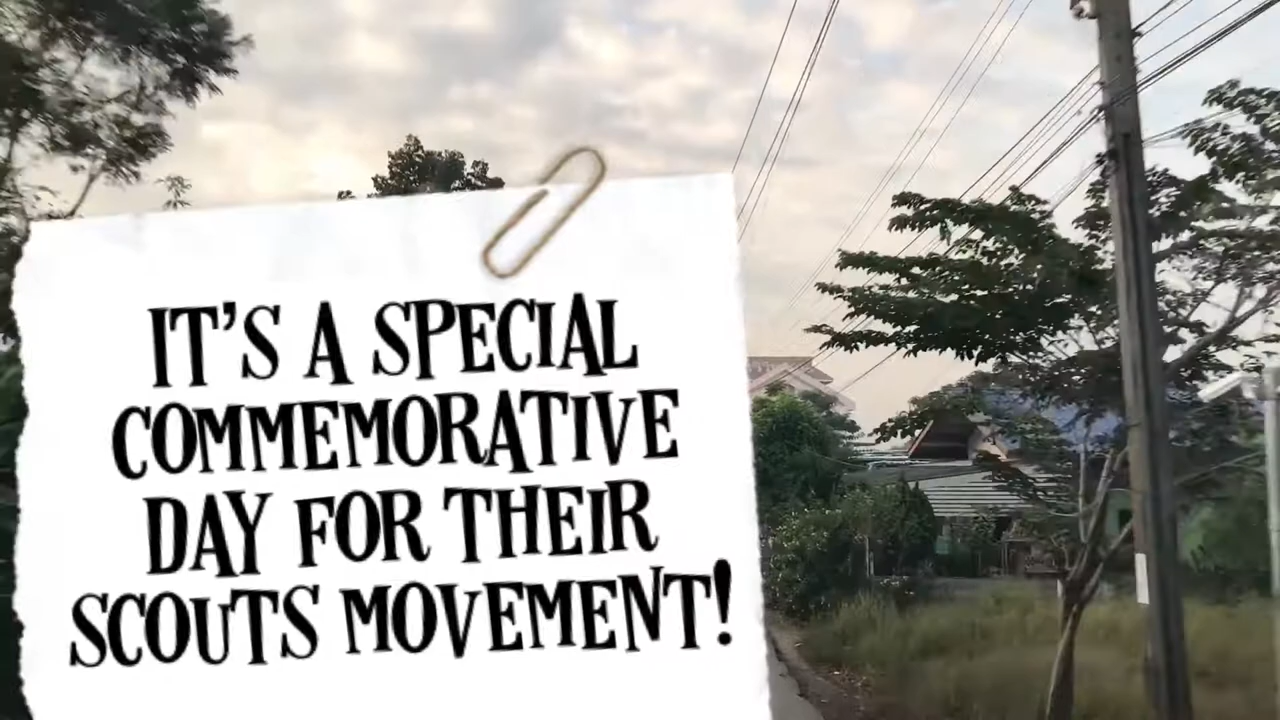 IT'S A SPECIAL
COMMEMORATIVE
DAY FOR THEIR
SCOUTS MOVEMENT!